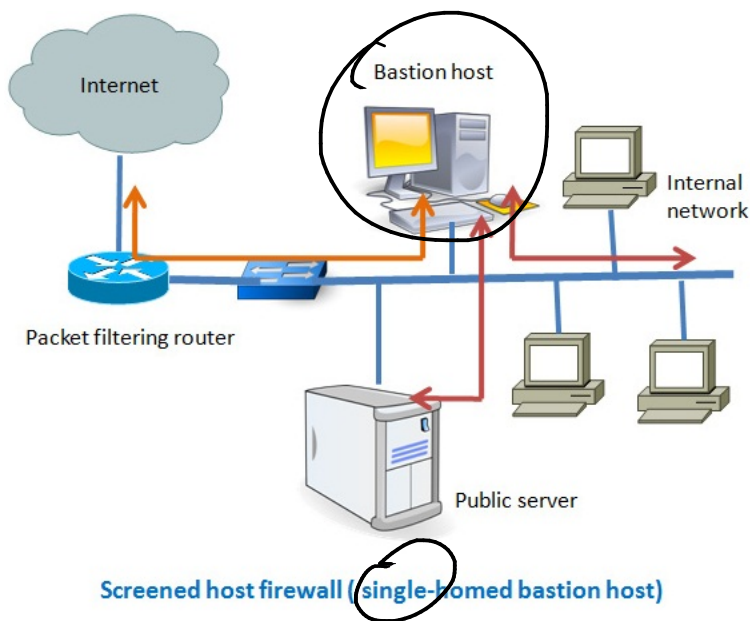 Internet
Bastion host
Internal
network
Packet filtering router
Public server
Screened host firewall ( single-homed bastion host)